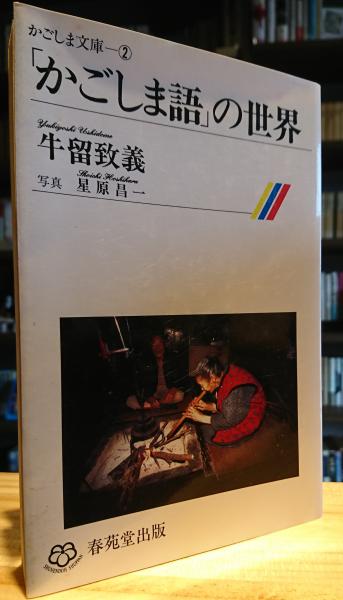 かごしま文庫―②
「かごしま語」の世界
Yukiyoshi Ushidome
牛留致義
Shoichi Hoshihara
写真 星原昌一
春苑堂出版